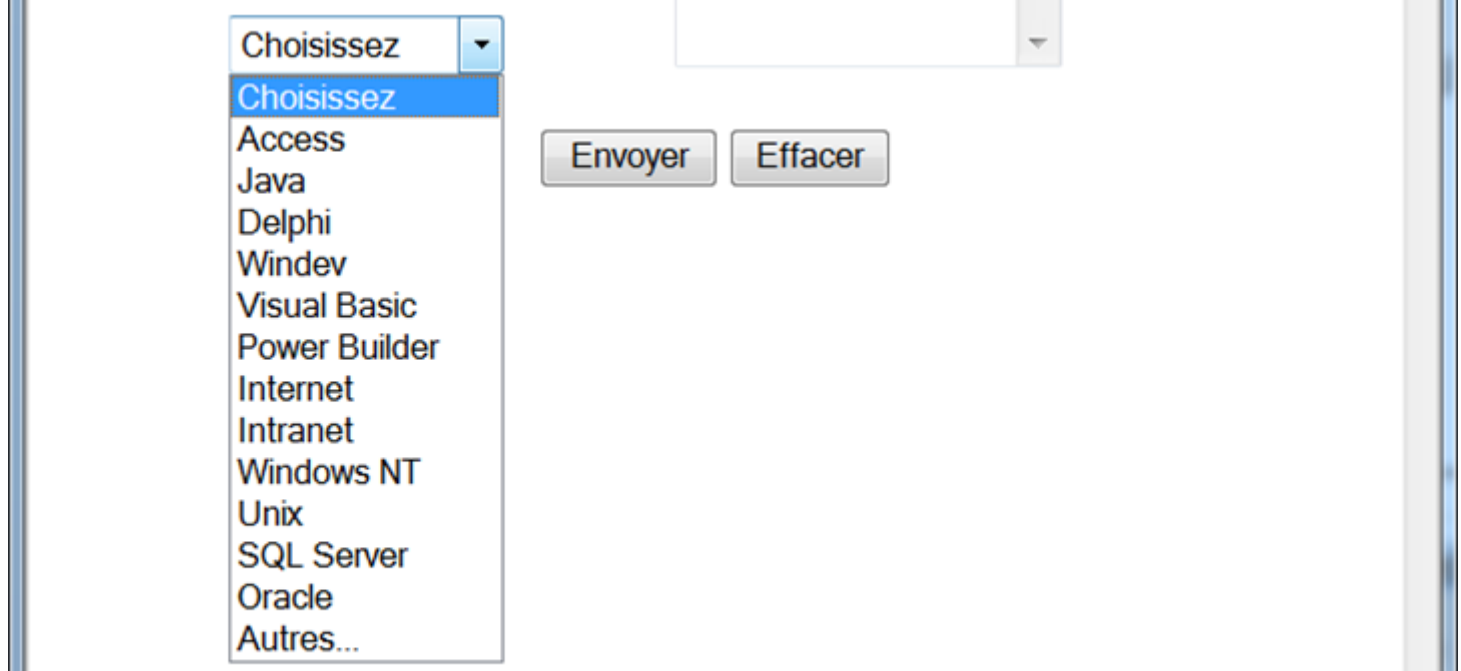 Choisissez
Choisissez
Access
Java
Delphi
Windev
Visual Basic
Power Builder
Internet
Intranet
Windows NT
Unix
SQL Server
Oracle
Autres...
Envoyer
Effacer